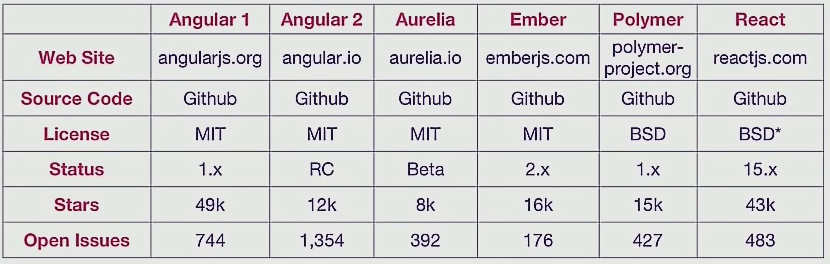 Angular 1 Angular 2 Aurelia Ember Polymer React
Web Site angularjs.org angular.io aurelia.io emberjs.com polymer-project.org reactjs.com
Source Code Github Github Github Github Github Github
License MIT MIT MIT MIT BSD BSD*
Status 1.x RC Beta 2.x 1.x 15.x
Stars 49k 12k 8k 16k 15k 43k
Open Issues 744 1,354 392 176 427 483